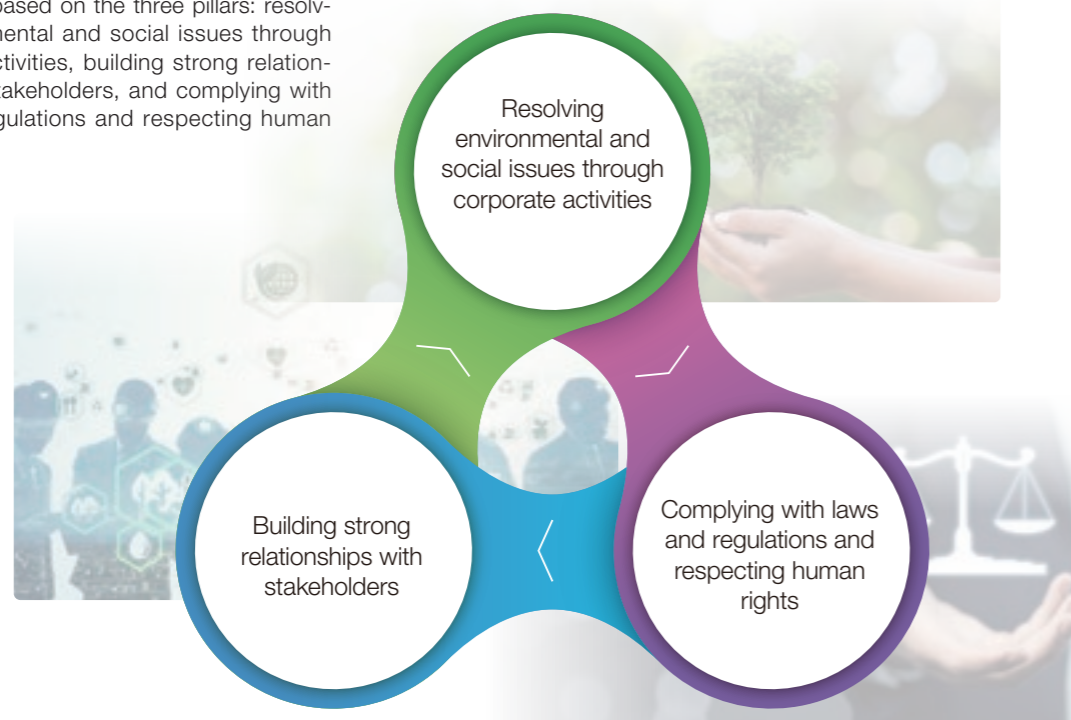 based on the three pillars: resolv-
mental and social issues through
ctivities, building strong relation-
takeholders, and complying with
gulations and respecting human
Resolving
environmental and
social issues through
corporate activities
Building strong
relationships with
stakeholders
Complying with laws
and regulations and
respecting human
rights